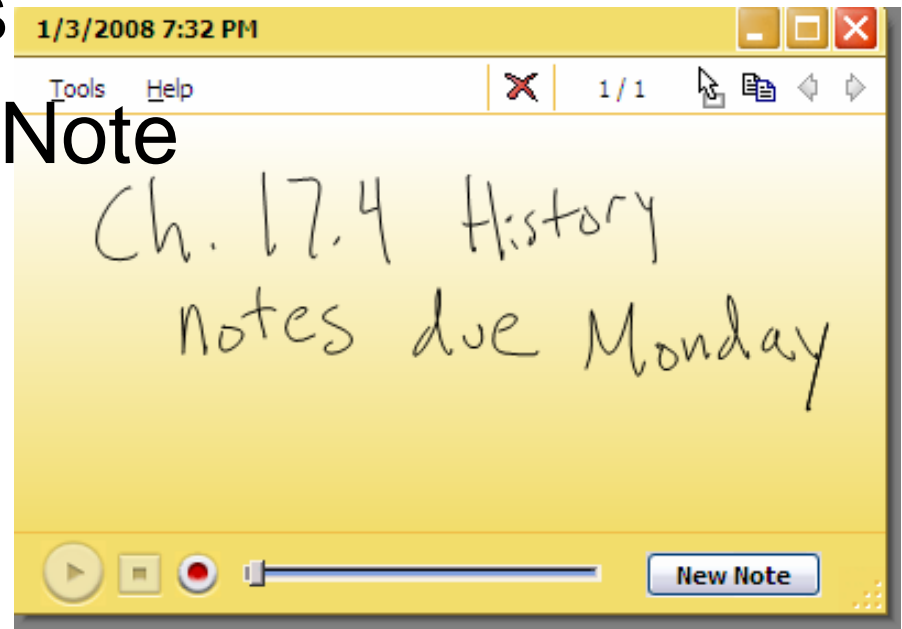 s
1/3/2008 7:32 PM
Tools Help 1 / 1
Note
Ch. 17.4 History
notes due Monday
New Note